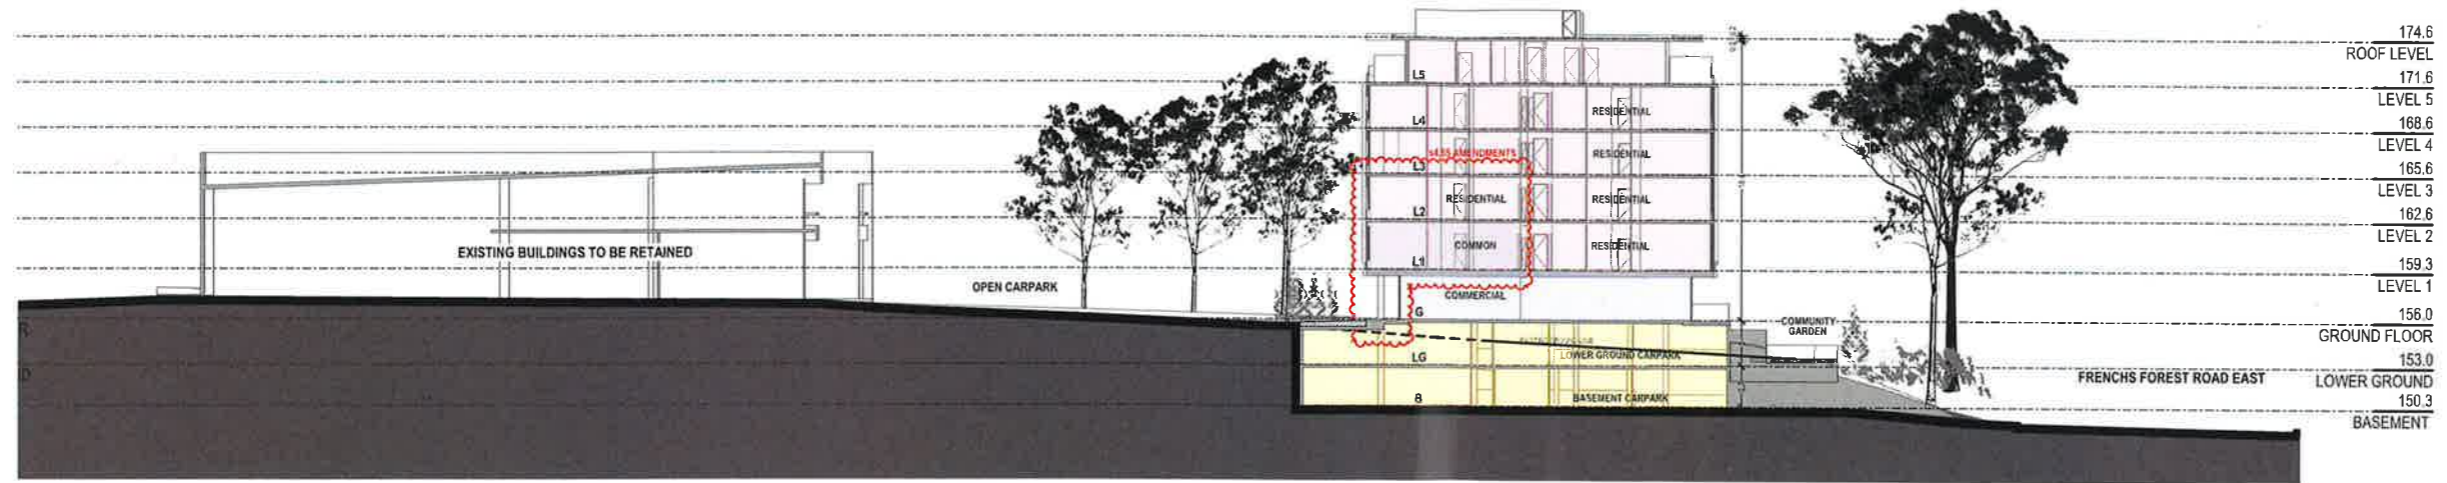 174.6
ROOF LEVEL
L5
171.6
LEVEL 5
RESIDENTIAL
L4
168.6
LEVEL 4
s4.55 AMENDMENTS
RESIDENTIAL
L3
165.6
LEVEL 3
RESIDENTIAL
RESIDENTIAL
L2
162.6
LEVEL 2
EXISTING BUILDINGS TO BE RETAINED
COMMON
RESIDENTIAL
L1
159.3
LEVEL 1
OPEN CARPARK
COMMERCIAL
G
156.0
GROUND FLOOR
COMMUNITY
GARDEN
LG
LOWER GROUND CARPARK
153.0
LOWER GROUND
FRENCHS FOREST ROAD EAST
B
BASEMENT CARPARK
150.3
BASEMENT